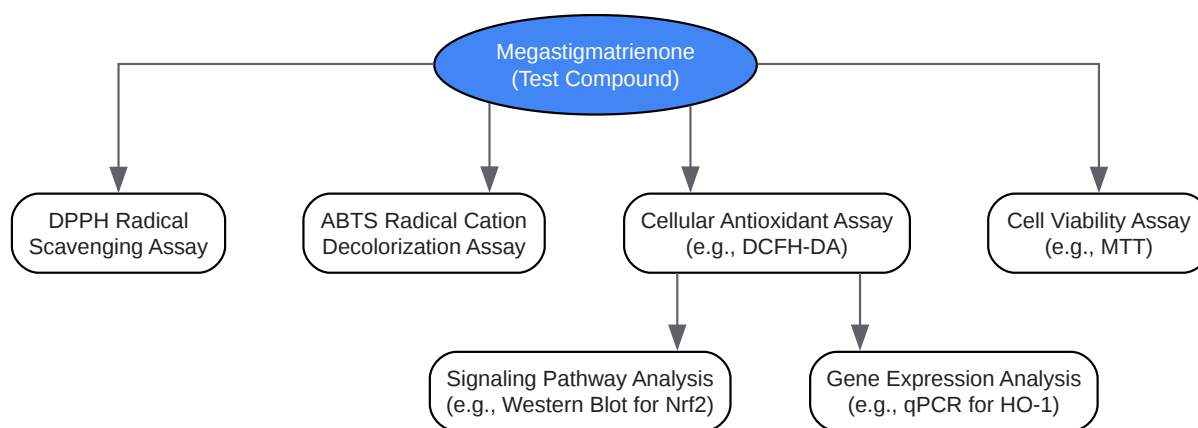 Megastigmatrienone
(Test Compound)
DPPH Radical
Scavenging Assay
ABTS Radical Cation
Decolorization Assay
Cellular Antioxidant Assay
(e.g., DCFH-DA)
Cell Viability Assay
(e.g., MTT)
Signaling Pathway Analysis
(e.g., Western Blot for Nrf2)
Gene Expression Analysis
(e.g., qPCR for HO-1)